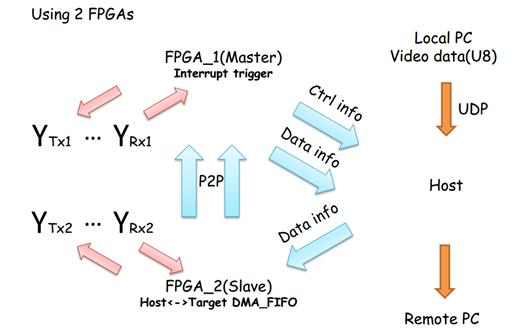 Using 2 FPGAs
FPGA_1(Master)
Interrupt trigger
Local PC
Video data(U8)
Ctrl info
UDP
YTx1 ... YRx1
Data info
P2P
Host
YTx2 ... YRx2
Data info
FPGA_2(Slave)
Host<->Target DMA_FIFO
Remote PC